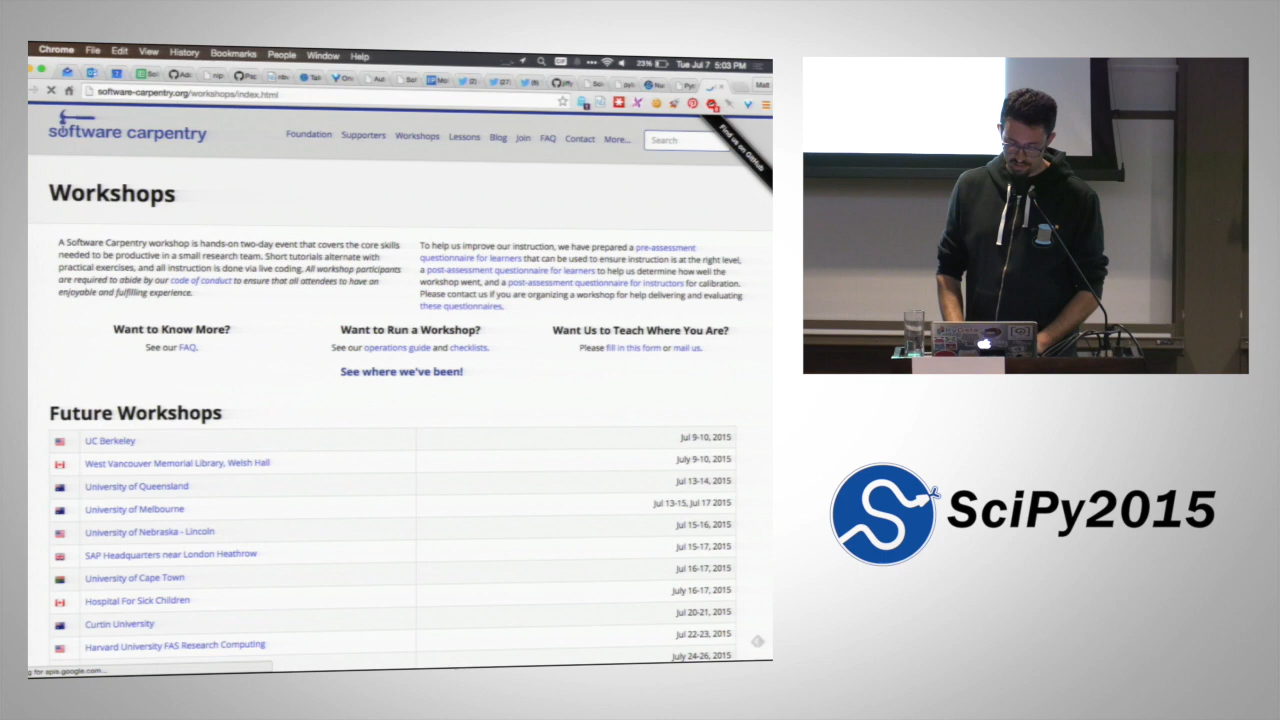 Chrome File Edit View History Bookmarks People Window Help
23% Tue Jul 7 5:03 PM
Matt
software-carpentry.org/workshops/index.html
software carpentry
Foundation Supporters Workshops Lessons Blog Join FAQ Contact More...
Search
Find us on GitHub
Workshops
A Software Carpentry workshop is hands-on two-day event that covers the core skills
needed to be productive in a small research team. Short tutorials alternate with
practical exercises, and all instruction is done via live coding. All workshop participants
are required to abide by our code of conduct to ensure that all attendees to have an
enjoyable and fulfilling experience.
To help us improve our instruction, we have prepared a pre-assessment
questionnaire for learners that can be used to ensure instruction is at the right level,
a post-assessment questionnaire for learners to help us determine how well the
workshop went, and a post-assessment questionnaire for instructors for calibration.
Please contact us if you are organizing a workshop for help delivering and evaluating
these questionnaires.
Want to Know More?
See our FAQ.
Want to Run a Workshop?
See our operations guide and checklists.
Want Us to Teach Where You Are?
Please fill in this form or mail us.
See where we've been!
Future Workshops
UC Berkeley Jul 9-10, 2015
West Vancouver Memorial Library, Welsh Hall July 9-10, 2015
University of Queensland Jul 13-14, 2015
University of Melbourne Jul 13-15, Jul 17 2015
University of Nebraska - Lincoln Jul 15-16, 2015
SAP Headquarters near London Heathrow Jul 15-17, 2015
University of Cape Town Jul 16-17, 2015
Hospital For Sick Children July 16-17, 2015
Curtin University Jul 20-21, 2015
Harvard University FAS Research Computing Jul 22-23, 2015
July 24-26, 2015
g for apis.google.com...
SciPy2015